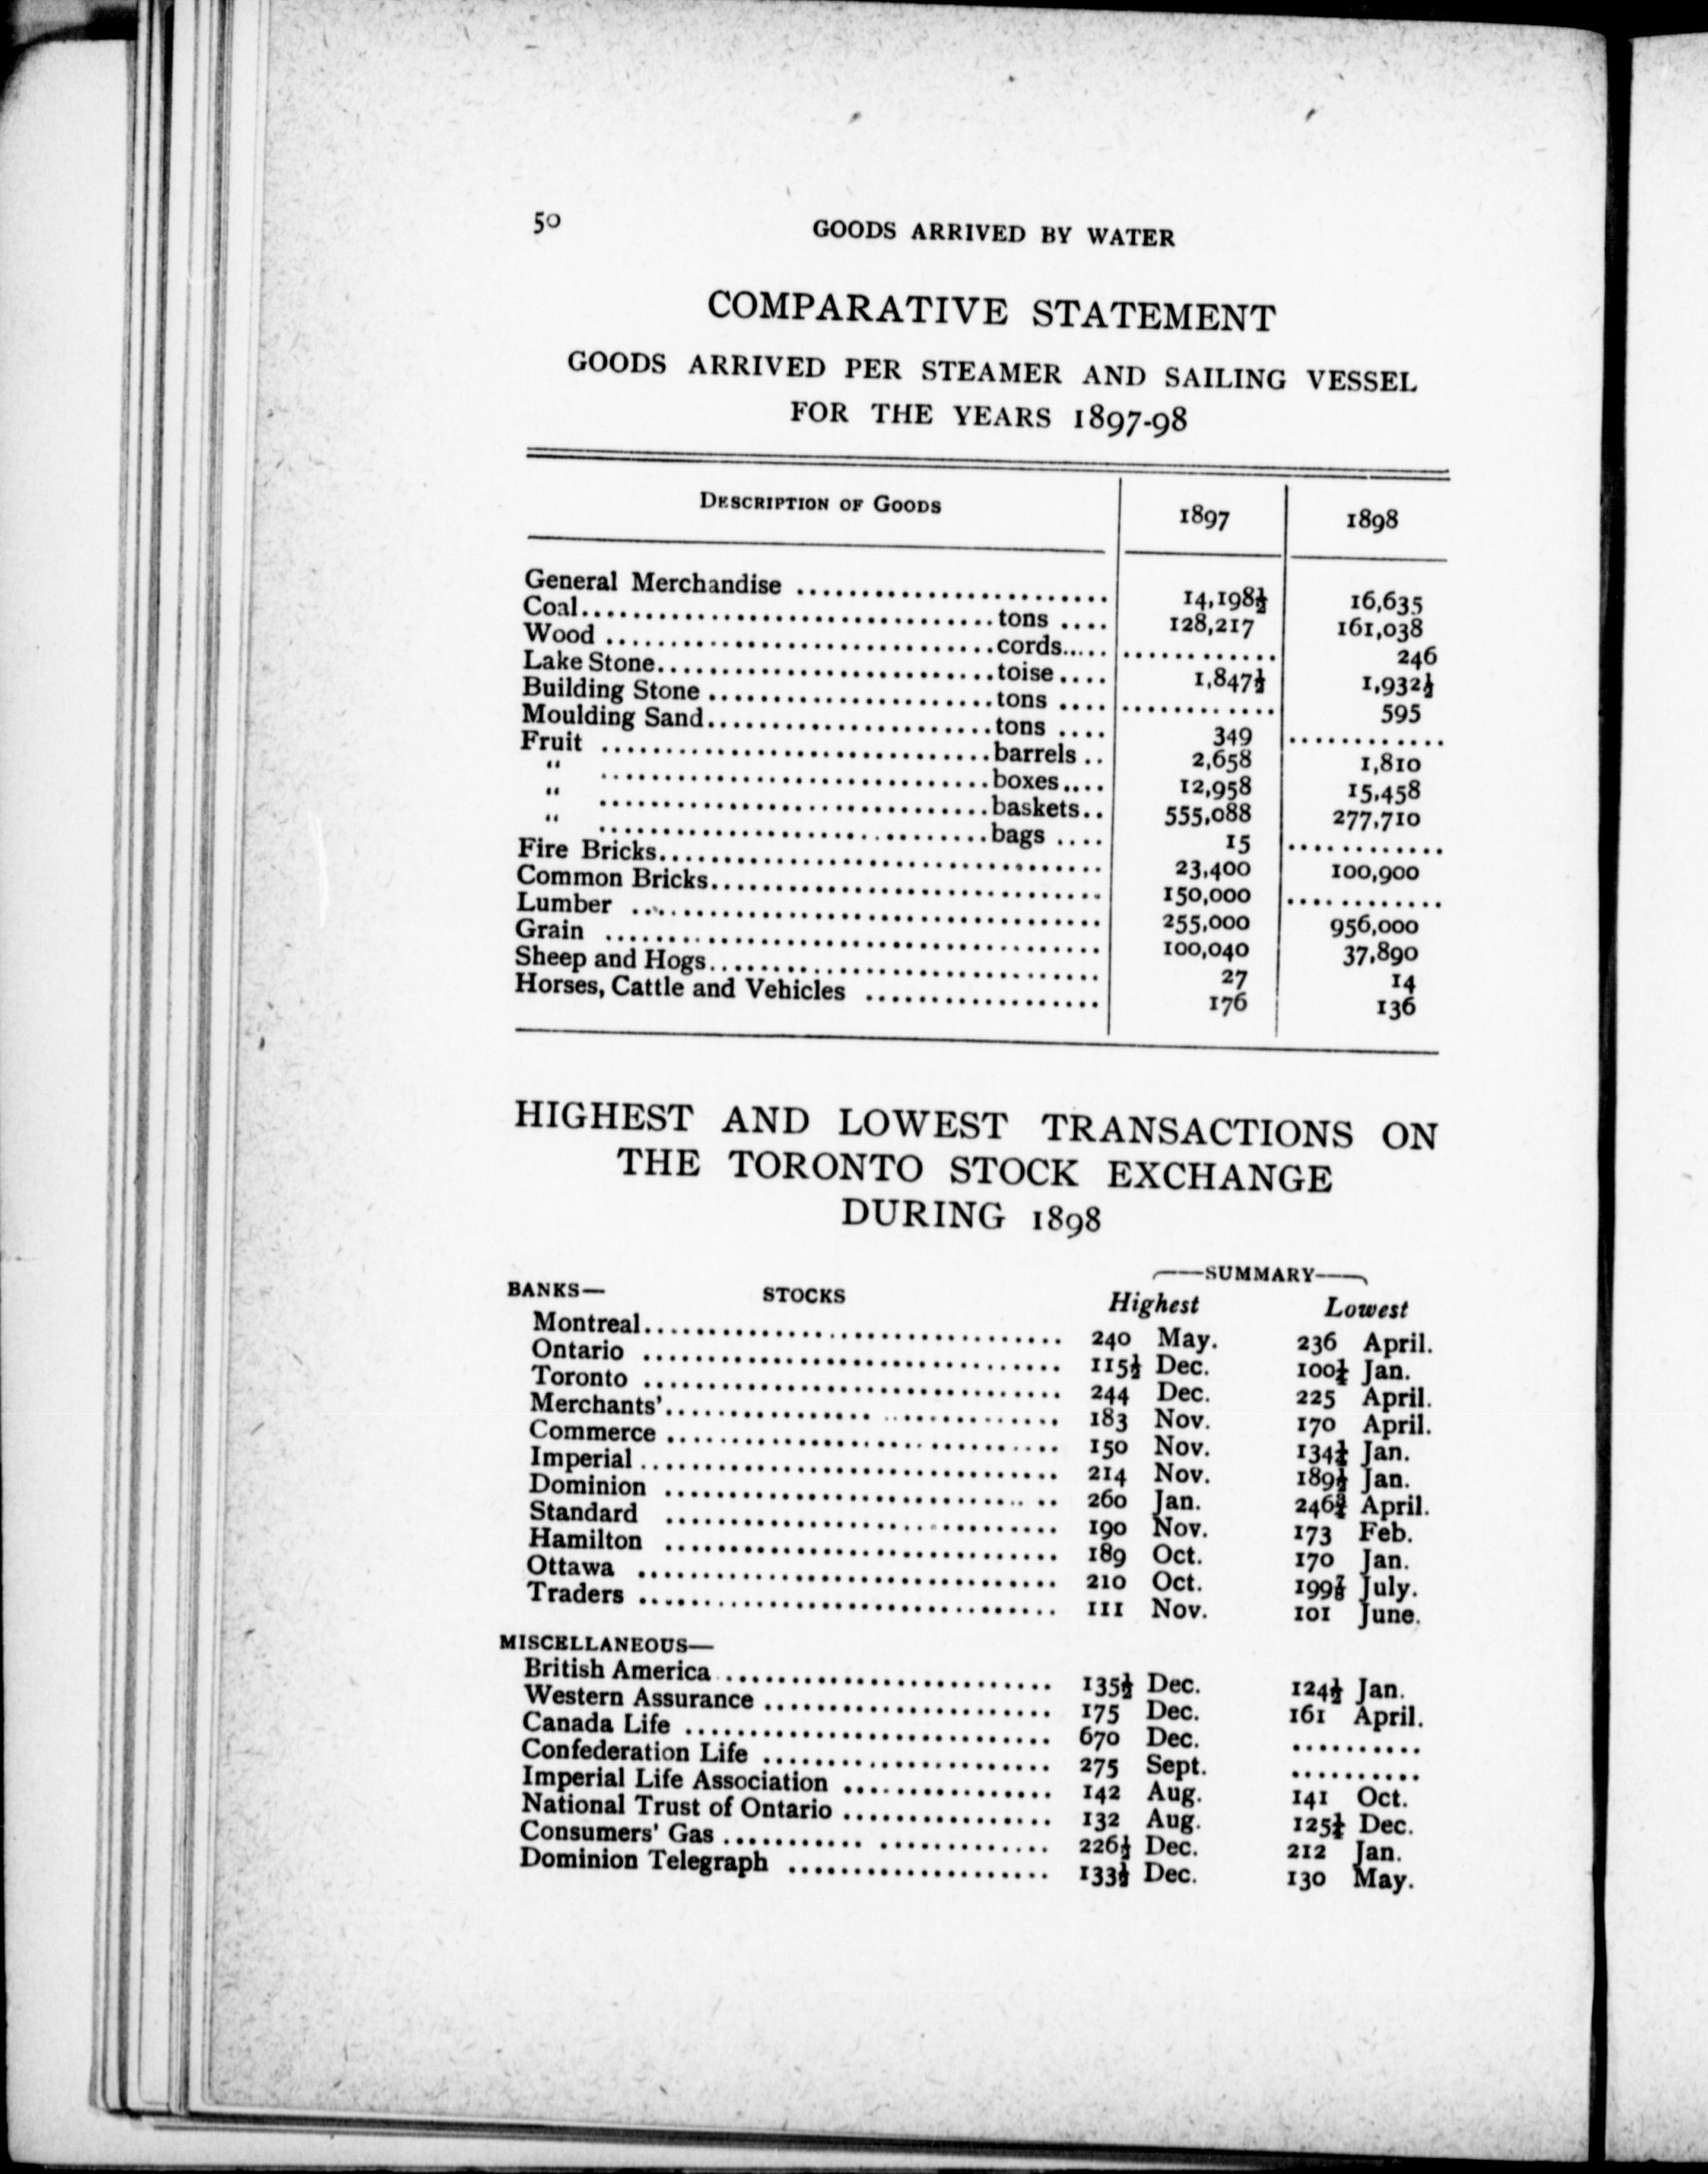 50 GOODS ARRIVED BY WATER
COMPARATIVE STATEMENT
GOODS ARRIVED PER STEAMER AND SAILING VESSEL
FOR THE YEARS 1897-98
DESCRIPTION OF GOODS 1897 1898
General Merchandise ........................ 14,198½ 16,635
Coal................................tons .... 128,217 161,038
Wood ..............................cords..... ............ 246
Lake Stone..........................toise.... 1,847½ 1,932½
Building Stone ......................tons .... ............ 595
Moulding Sand......................tons .... 349 ............
Fruit ..............................barrels .. 2,658 1,810
" ..............................boxes.... 12,958 15,458
" ..............................baskets.. 555,088 277,710
" ..............................bags .... 15 ............
Fire Bricks.................................. 23,400 100,900
Common Bricks.............................. 150,000 ............
Lumber .................................... 255,000 956,000
Grain ...................................... 100,040 37,890
Sheep and Hogs.............................. 27 14
Horses, Cattle and Vehicles .................. 176 136
HIGHEST AND LOWEST TRANSACTIONS ON
THE TORONTO STOCK EXCHANGE
DURING 1898
SUMMARY
BANKS— STOCKS Highest Lowest
Montreal................................ 240 May. 236 April.
Ontario ................................ 115½ Dec. 100½ Jan.
Toronto ................................ 244 Dec. 225 April.
Merchants'.............................. 183 Nov. 170 April.
Commerce .............................. 150 Nov. 134¼ Jan.
Imperial ................................ 214 Nov. 189½ Jan.
Dominion .............................. 260 Jan. 246¾ April.
Standard .............................. 190 Nov. 173 Feb.
Hamilton .............................. 189 Oct. 170 Jan.
Ottawa ................................ 210 Oct. 199⅞ July.
Traders ................................ 111 Nov. 101 June.
MISCELLANEOUS—
British America .......................... 135½ Dec. 124½ Jan.
Western Assurance ...................... 175 Dec. 161 April.
Canada Life ............................ 670 Dec. ..........
Confederation Life ...................... 275 Sept. ..........
Imperial Life Association ................ 142 Aug. 141 Oct.
National Trust of Ontario ................ 132 Aug. 125¼ Dec.
Consumers' Gas ........................ 226½ Dec. 212 Jan.
Dominion Telegraph .................... 133½ Dec. 130 May.